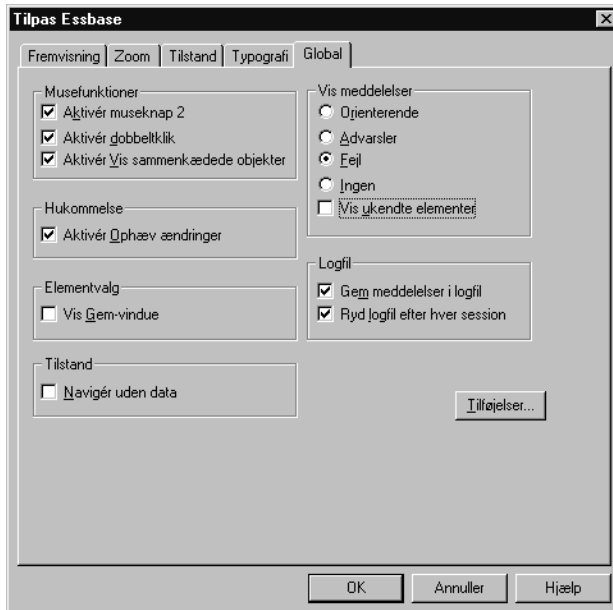 Tilpas Essbase
Fremvisning Zoom Tilstand Typografi Global
Musefunktioner
Aktivér museknap 2
Aktivér dobbeltklik
Aktivér Vis sammenkædede objekter
Hukommelse
Aktivér Ophæv ændringer
Elementvalg
Vis Gem-vindue
Tilstand
Navigér uden data
Vis meddelelser
Orienterende
Advarsler
Fejl
Ingen
Vis ukendte elementer
Logfil
Gem meddelelser i logfil
Ryd logfil efter hver session
Tilføjelser...
OK Annuller Hjælp